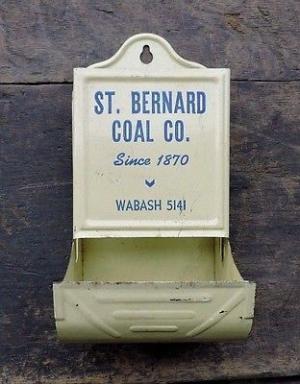 ST. BERNARD
COAL CO.
Since 1870
WABASH 5141